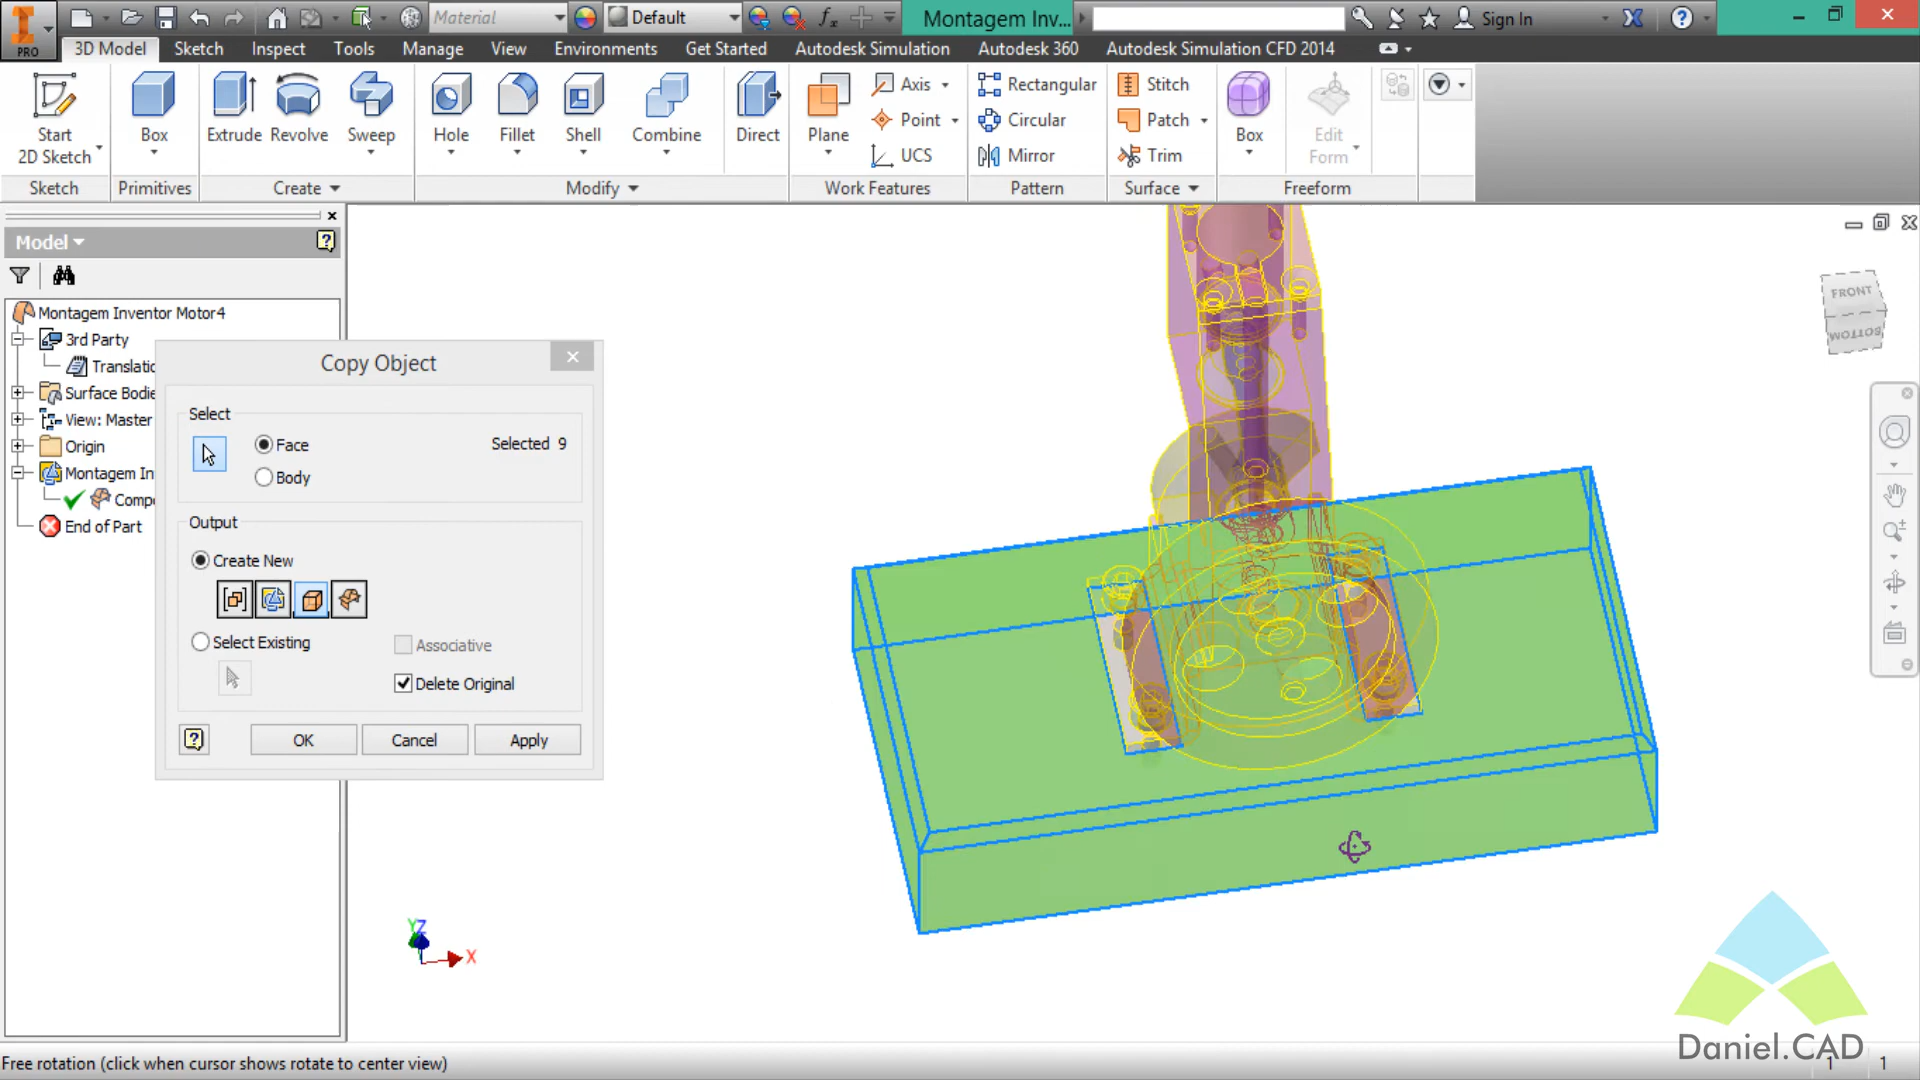 PRO
Material
Default
Montagem Inv...
Sign In
3D Model Sketch Inspect Tools Manage View Environments Get Started Autodesk Simulation Autodesk 360 Autodesk Simulation CFD 2014
Start 2D Sketch
Box
Extrude Revolve Sweep
Hole Fillet Shell Combine
Direct
Plane
Axis
Point
UCS
Rectangular
Circular
Mirror
Stitch
Patch
Trim
Box
Edit Form
Sketch Primitives Create Modify Work Features Pattern Surface Freeform
Model
Montagem Inventor Motor4
3rd Party
Translatio
Surface Bodie
View: Master
Origin
Montagem In
Compo
End of Part
Copy Object
Select
Face
Selected 9
Body
Output
Create New
Select Existing
Associative
Delete Original
OK Cancel Apply
FRONT
BOTTOM
Y Z
X
Daniel.CAD
Free rotation (click when cursor shows rotate to center view)
1 1